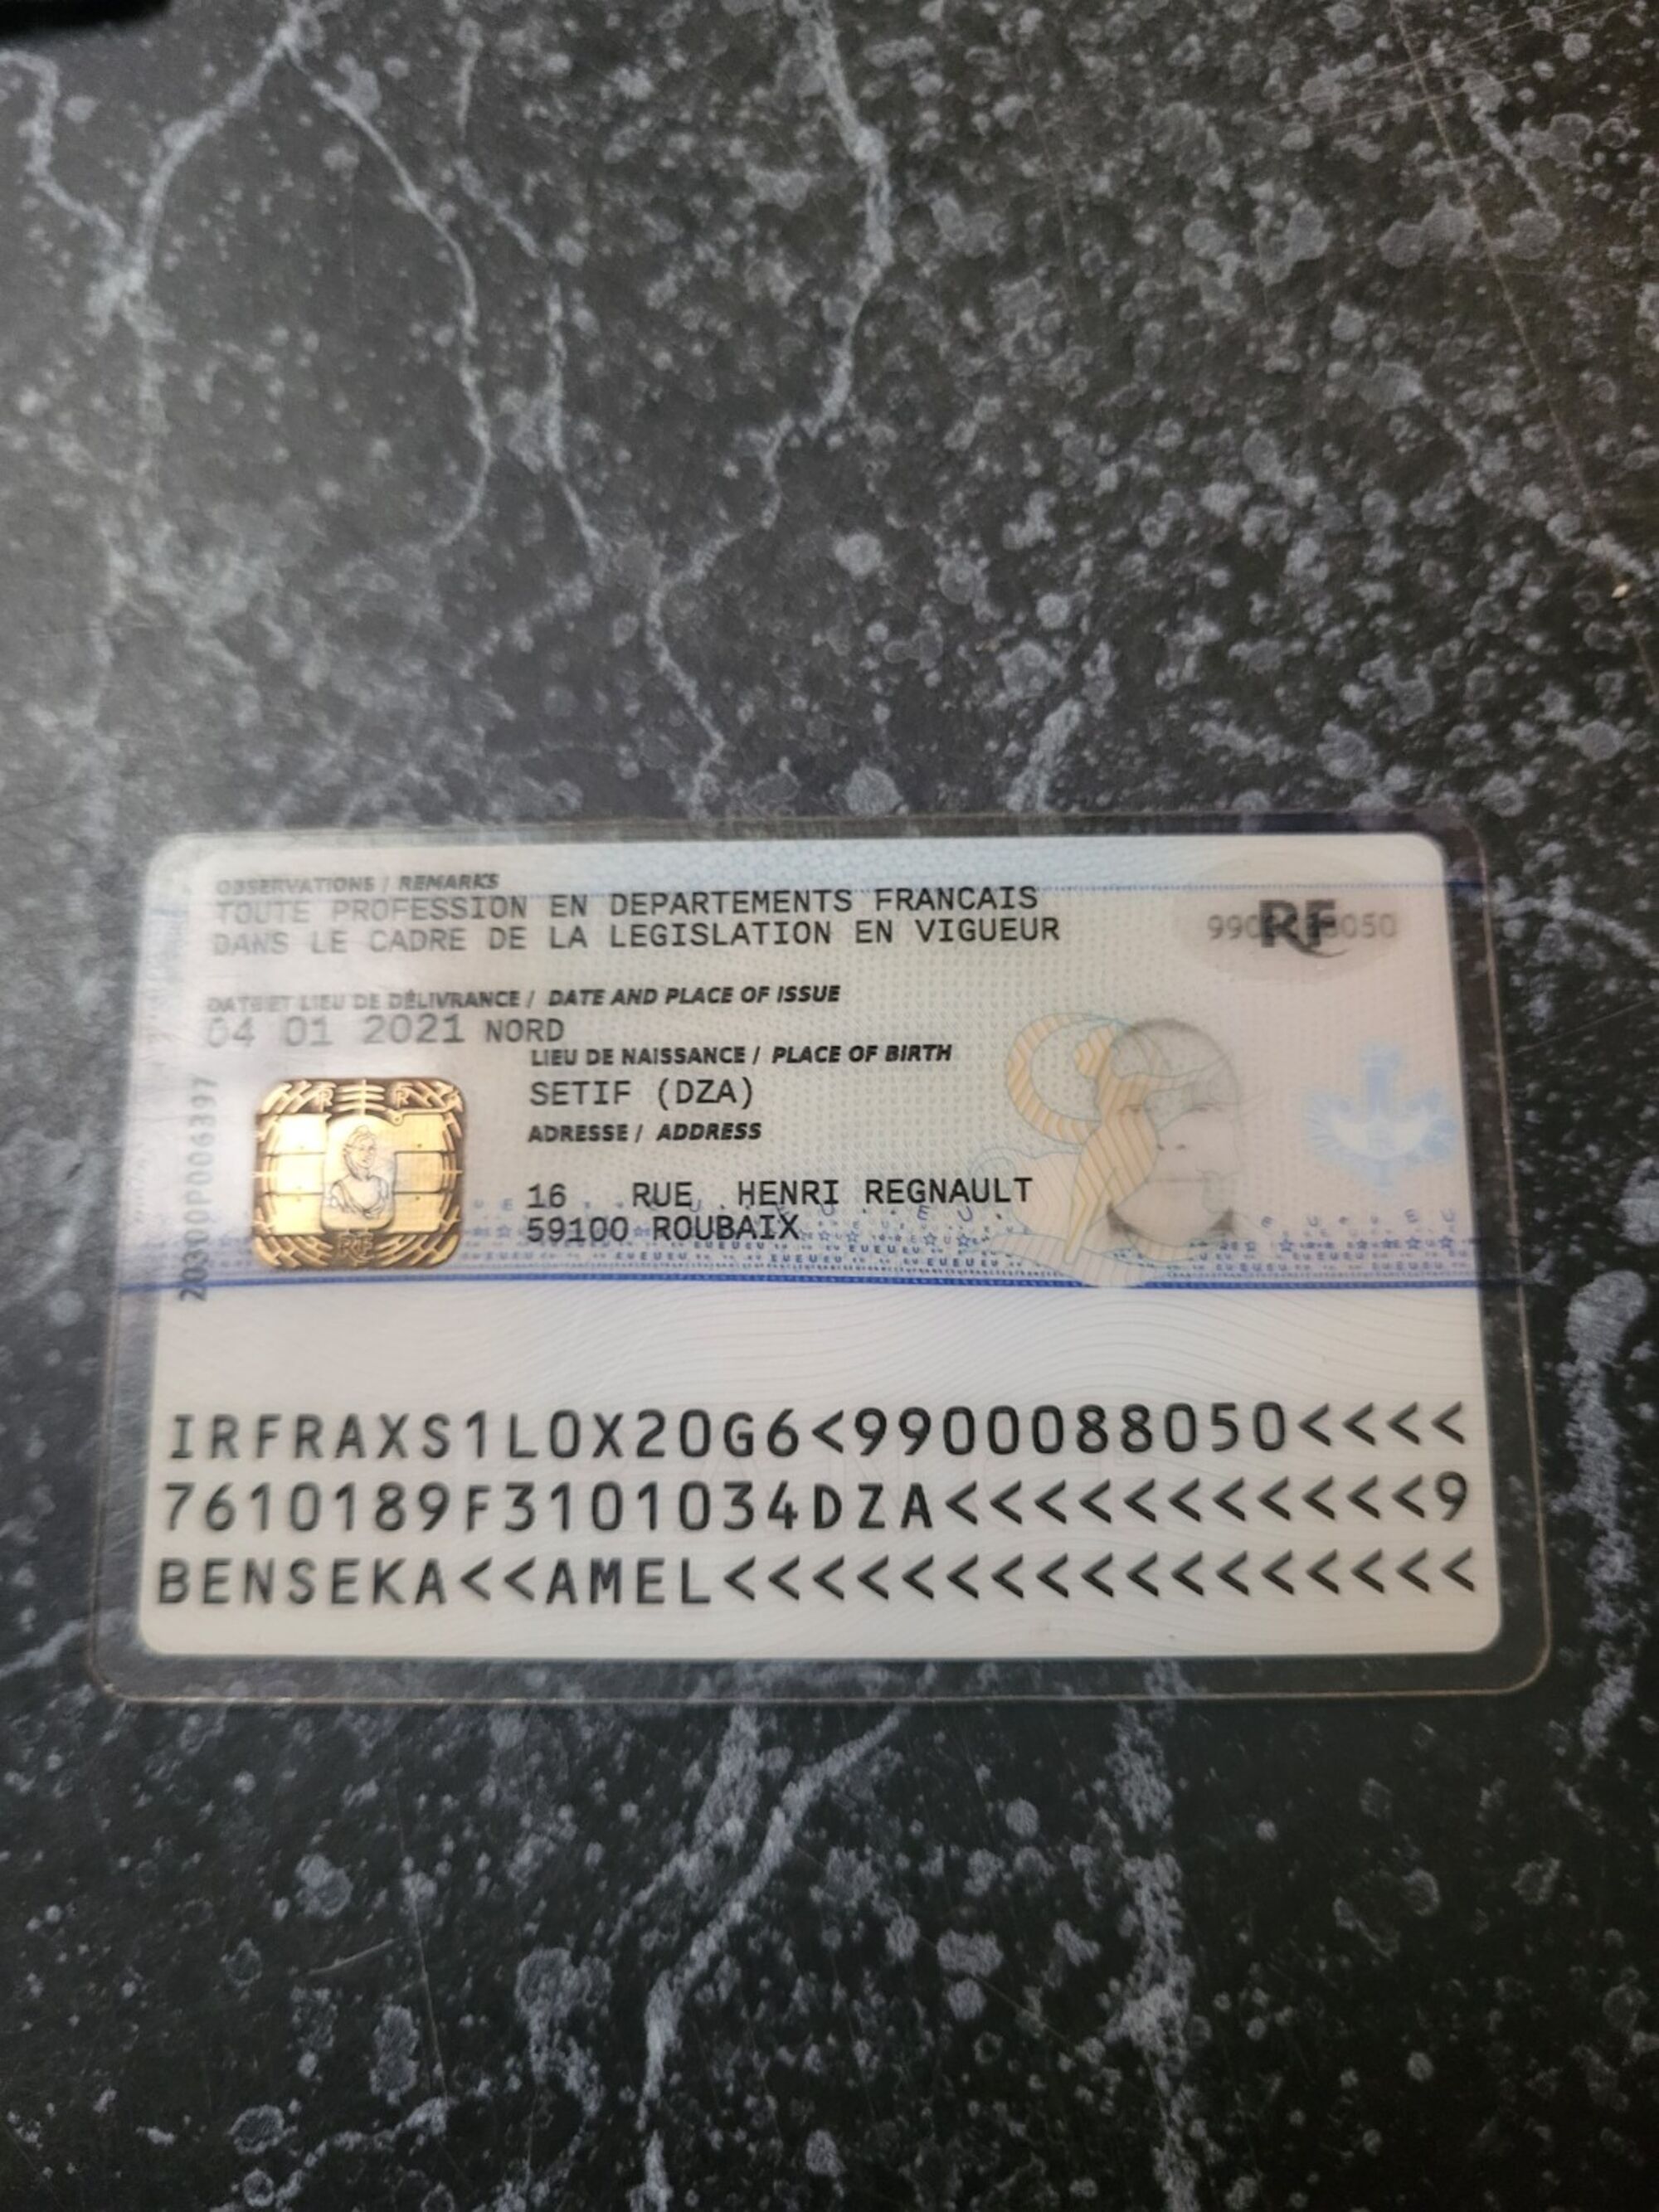 OBSERVATIONS / REMARKS
TOUTE PROFESSION EN DEPARTEMENTS FRANCAIS
DANS LE CADRE DE LA LEGISLATION EN VIGUEUR
RF
DATE ET LIEU DE DÉLIVRANCE / DATE AND PLACE OF ISSUE
04 01 2021 NORD
LIEU DE NAISSANCE / PLACE OF BIRTH
SETIF (DZA)
ADRESSE / ADDRESS
16 RUE HENRI REGNAULT
59100 ROUBAIX
IRFRAXS1L0X20G6<9900088050<<<<
7610189F3101034DZA<<<<<<<<<<<9
BENSEKA<<AMEL<<<<<<<<<<<<<<<<<